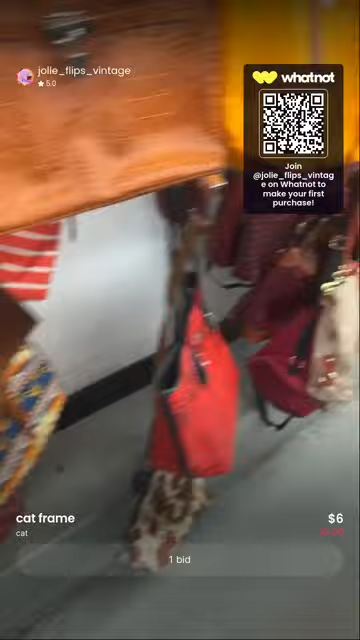 jolie_flips_vintage
5.0
whatnot
Join
@jolie_flips_vintag
e on Whatnot to
make your first
purchase!
cat frame
$6
cat
1 bid